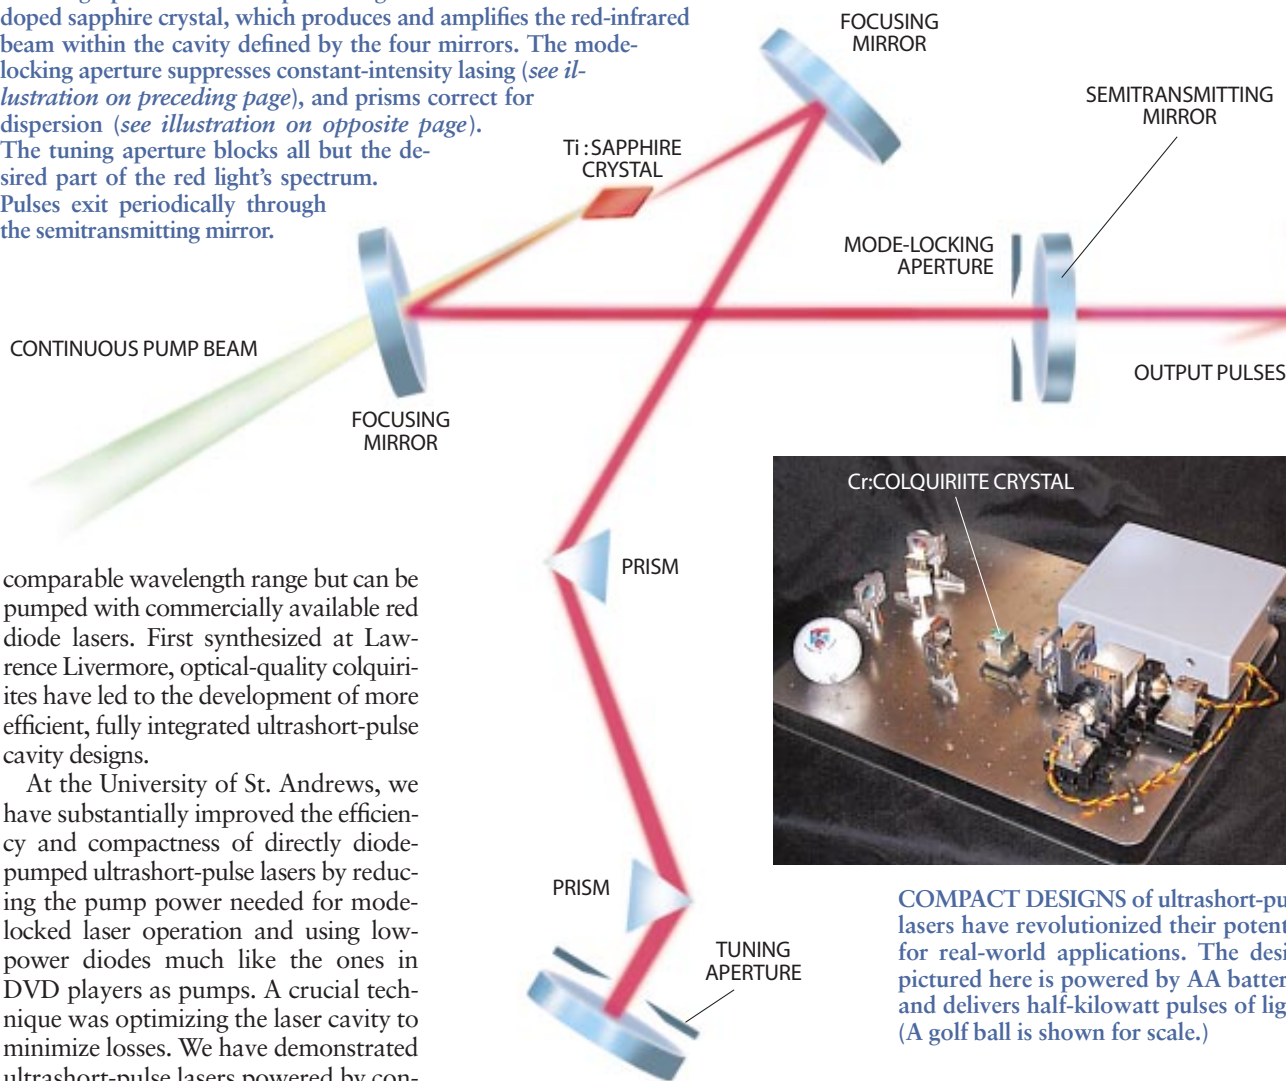 doped sapphire crystal, which produces and amplifies the red-infrared
beam within the cavity defined by the four mirrors. The mode-
locking aperture suppresses constant-intensity lasing (see il-
lustration on preceding page), and prisms correct for
dispersion (see illustration on opposite page).
The tuning aperture blocks all but the de-
sired part of the red light's spectrum.
Pulses exit periodically through
the semitransmitting mirror.
FOCUSING
MIRROR
SEMITRANSMITTING
MIRROR
Ti : SAPPHIRE
CRYSTAL
MODE-LOCKING
APERTURE
CONTINUOUS PUMP BEAM
OUTPUT PULSES
FOCUSING
MIRROR
PRISM
PRISM
TUNING
APERTURE
comparable wavelength range but can be
pumped with commercially available red
diode lasers. First synthesized at Law-
rence Livermore, optical-quality colquiri-
ites have led to the development of more
efficient, fully integrated ultrashort-pulse
cavity designs.
At the University of St. Andrews, we
have substantially improved the efficien-
cy and compactness of directly diode-
pumped ultrashort-pulse lasers by reduc-
ing the pump power needed for mode-
locked laser operation and using low-
power diodes much like the ones in
DVD players as pumps. A crucial tech-
nique was optimizing the laser cavity to
minimize losses. We have demonstrated
ultrashort-pulse lasers powered by con-
Cr:COLQUIRIITE CRYSTAL
COMPACT DESIGNS of ultrashort-pu
lasers have revolutionized their potent
for real-world applications. The desi
pictured here is powered by AA batter
and delivers half-kilowatt pulses of lig
(A golf ball is shown for scale.)